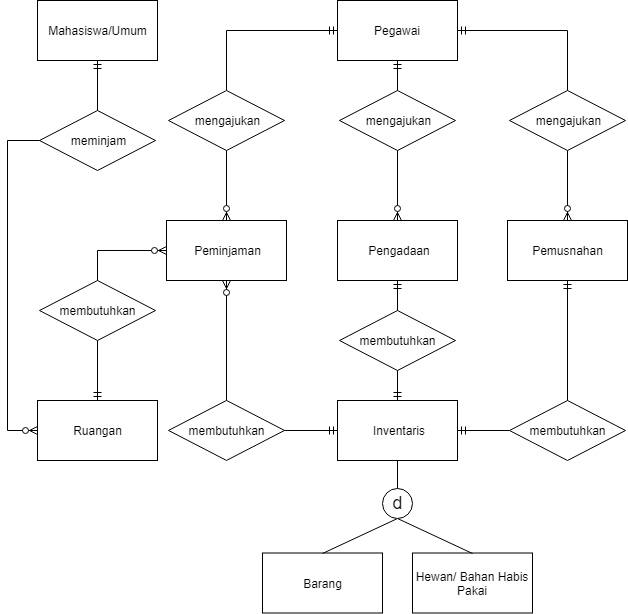 Mahasiswa/Umum
Pegawai
mengajukan
mengajukan
mengajukan
meminjam
Peminjaman
Pengadaan
Pemusnahan
membutuhkan
membutuhkan
Ruangan
membutuhkan
Inventaris
membutuhkan
d
Barang
Hewan/ Bahan Habis
Pakai